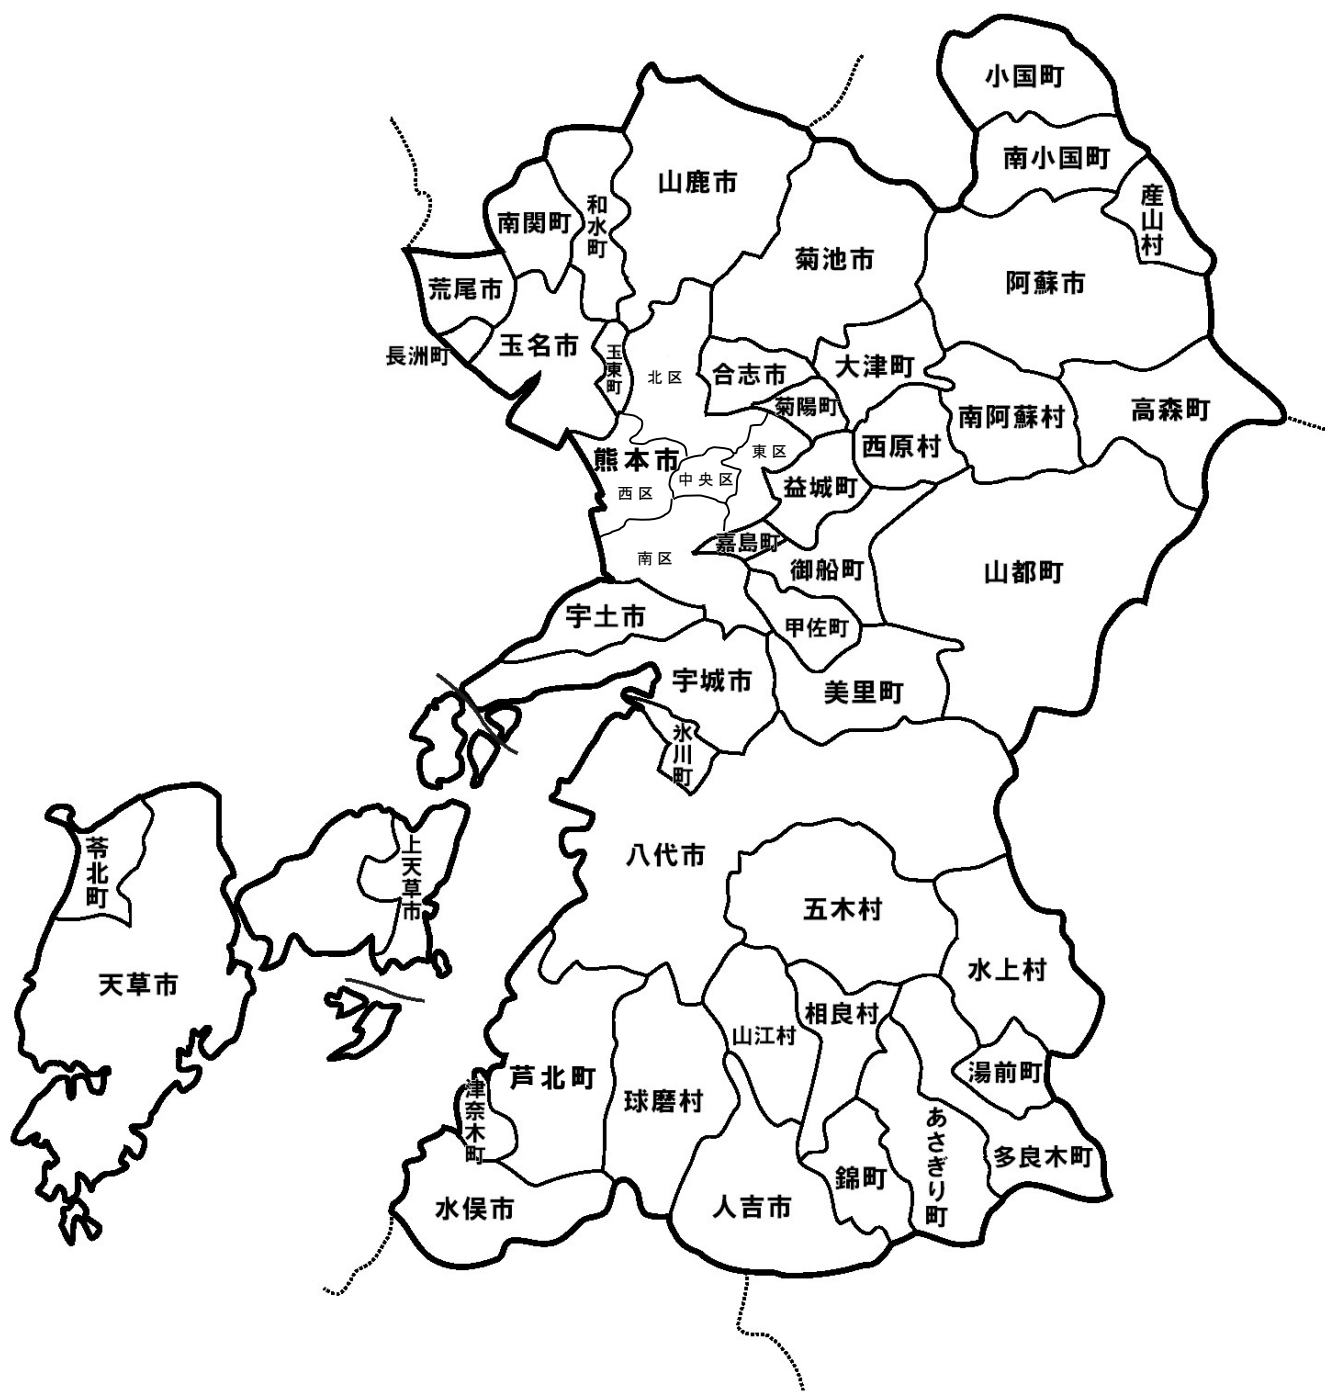 小国町
南小国町
産山村
山鹿市
和水町
南関町
菊池市
阿蘇市
荒尾市
長洲町
玉名市
玉東町
北区
合志市
大津町
菊陽町
南阿蘇村
高森町
西原村
熊本市
東区
中央区
西区
益城町
嘉島町
南区
御船町
山都町
宇土市
甲佐町
宇城市
美里町
氷川町
八代市
苓北町
上天草市
五木村
天草市
水上村
相良村
山江村
湯前町
芦北町
球磨村
津奈木町
あさぎり町
多良木町
錦町
水俣市
人吉市